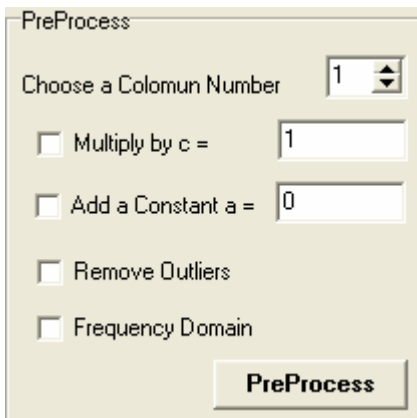 PreProcess
Choose a Colomun Number 1
Multiply by c = 1
Add a Constant a = 0
Remove Outliers
Frequency Domain
PreProcess